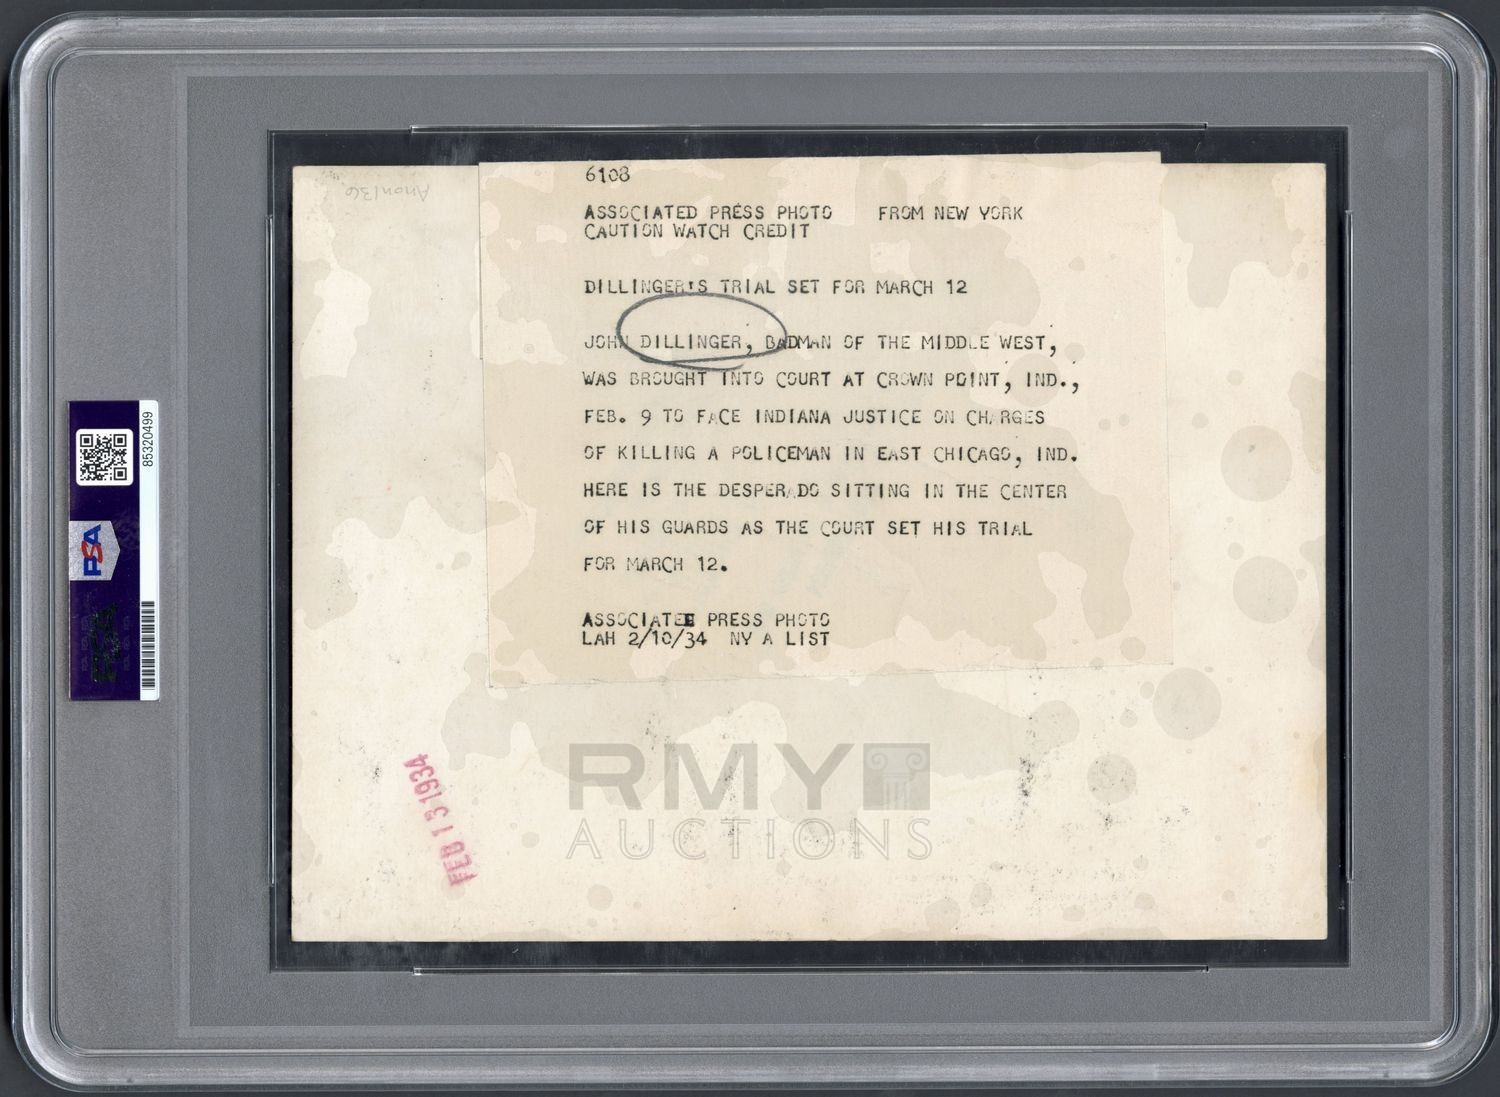 6108
ASSOCIATED PRESS PHOTO FROM NEW YORK
CAUTION WATCH CREDIT
DILLINGER'S TRIAL SET FOR MARCH 12
JOHN DILLINGER, BADMAN OF THE MIDDLE WEST,
WAS BROUGHT INTO COURT AT CROWN POINT, IND.,
FEB. 9 TO FACE INDIANA JUSTICE ON CHARGES
OF KILLING A POLICEMAN IN EAST CHICAGO, IND.
HERE IS THE DESPERADO SITTING IN THE CENTER
OF HIS GUARDS AS THE COURT SET HIS TRIAL
FOR MARCH 12.
ASSOCIATEE PRESS PHOTO
LAH 2/10/34 NY A LIST
FEB 13 1934
85320499
PSA
RMY
AUCTIONS